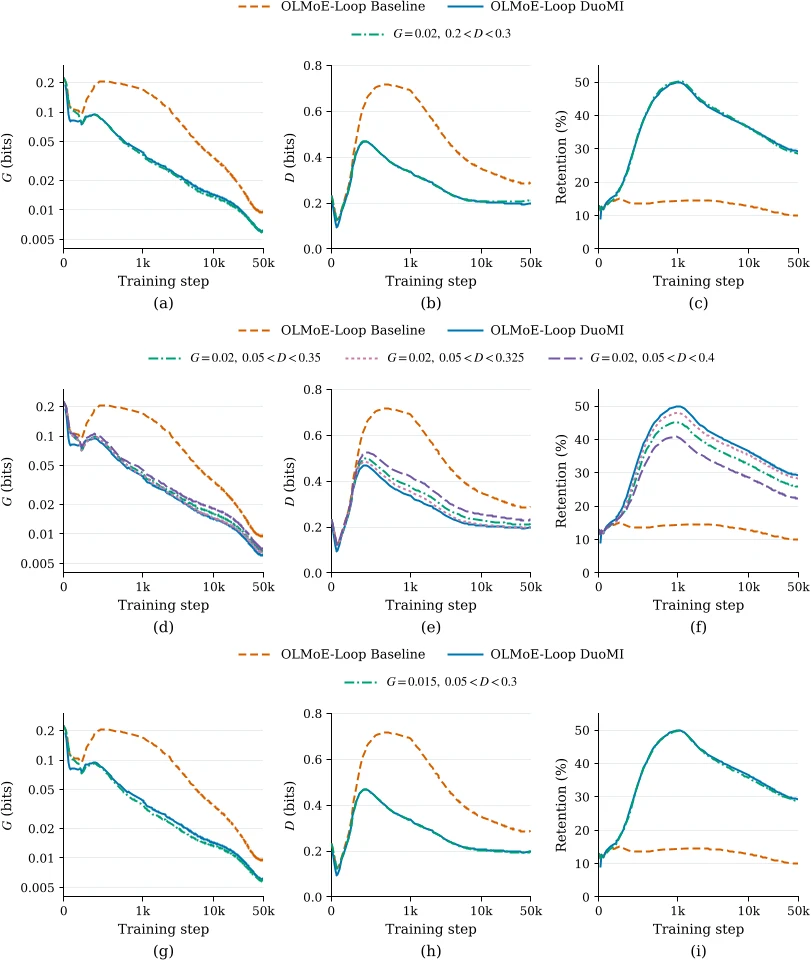 OLMoE-Loop Baseline OLMoE-Loop DuoMI
G=0.02, 0.2<D<0.3
G (bits)
0.2
0.1
0.05
0.02
0.01
0.005
0 1k 10k 50k
Training step
(a)
D (bits)
0.8
0.6
0.4
0.2
0.0
0 1k 10k 50k
Training step
(b)
Retention (%)
50
40
30
20
10
0
0 1k 10k 50k
Training step
(c)
OLMoE-Loop Baseline OLMoE-Loop DuoMI
G=0.02, 0.05<D<0.35 G=0.02, 0.05<D<0.325 G=0.02, 0.05<D<0.4
G (bits)
0.2
0.1
0.05
0.02
0.01
0.005
0 1k 10k 50k
Training step
(d)
D (bits)
0.8
0.6
0.4
0.2
0.0
0 1k 10k 50k
Training step
(e)
Retention (%)
50
40
30
20
10
0
0 1k 10k 50k
Training step
(f)
OLMoE-Loop Baseline OLMoE-Loop DuoMI
G=0.015, 0.05<D<0.3
G (bits)
0.2
0.1
0.05
0.02
0.01
0.005
0 1k 10k 50k
Training step
(g)
D (bits)
0.8
0.6
0.4
0.2
0.0
0 1k 10k 50k
Training step
(h)
Retention (%)
50
40
30
20
10
0
0 1k 10k 50k
Training step
(i)